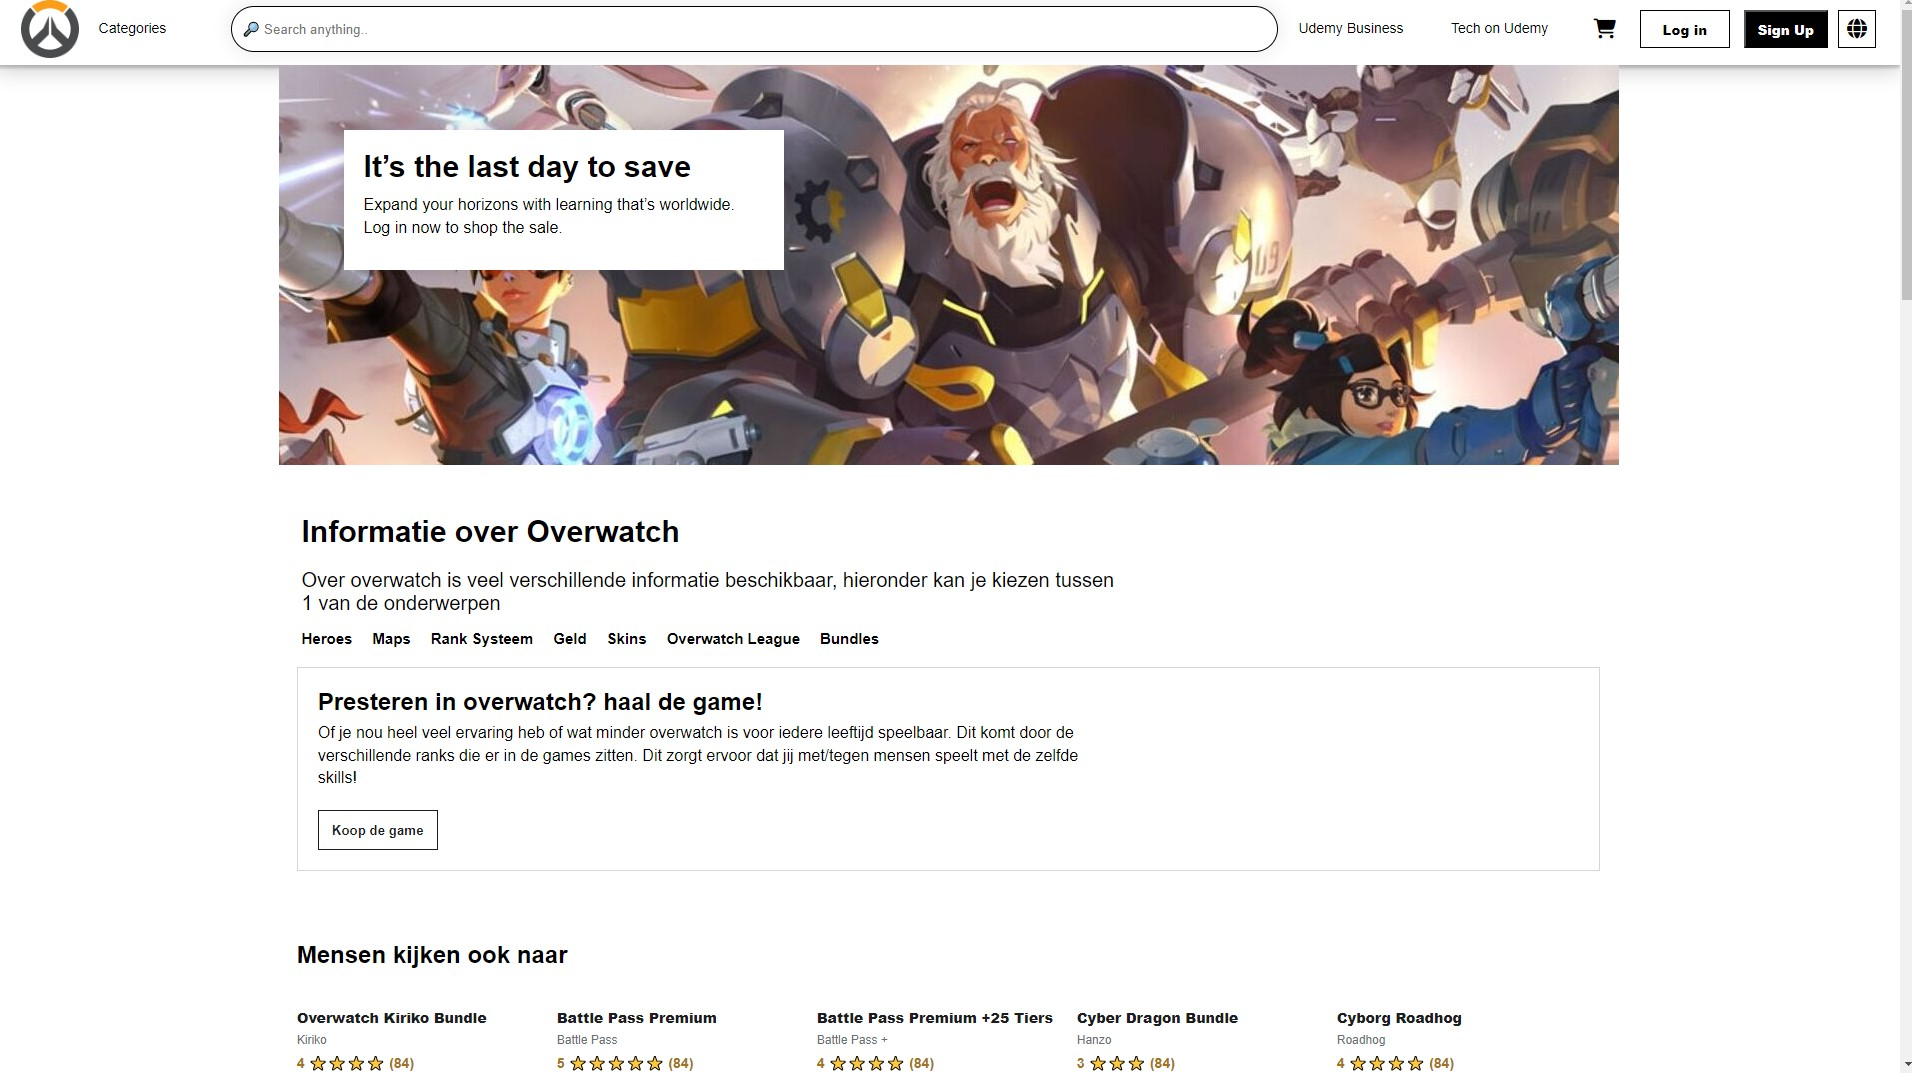 Categories
Search anything..
Udemy Business
Tech on Udemy
Log in
Sign Up
It’s the last day to save
Expand your horizons with learning that’s worldwide.
Log in now to shop the sale.
09
Informatie over Overwatch
Over overwatch is veel verschillende informatie beschikbaar, hieronder kan je kiezen tussen
1 van de onderwerpen
Heroes Maps Rank Systeem Geld Skins Overwatch League Bundles
Presteren in overwatch? haal de game!
Of je nou heel veel ervaring heb of wat minder overwatch is voor iedere leeftijd speelbaar. Dit komt door de
verschillende ranks die er in de games zitten. Dit zorgt ervoor dat jij met/tegen mensen speelt met de zelfde
skills!
Koop de game
Mensen kijken ook naar
Overwatch Kiriko Bundle
Kiriko
4 (84)
Battle Pass Premium
Battle Pass
5 (84)
Battle Pass Premium +25 Tiers
Battle Pass +
4 (84)
Cyber Dragon Bundle
Hanzo
3 (84)
Cyborg Roadhog
Roadhog
4 (84)